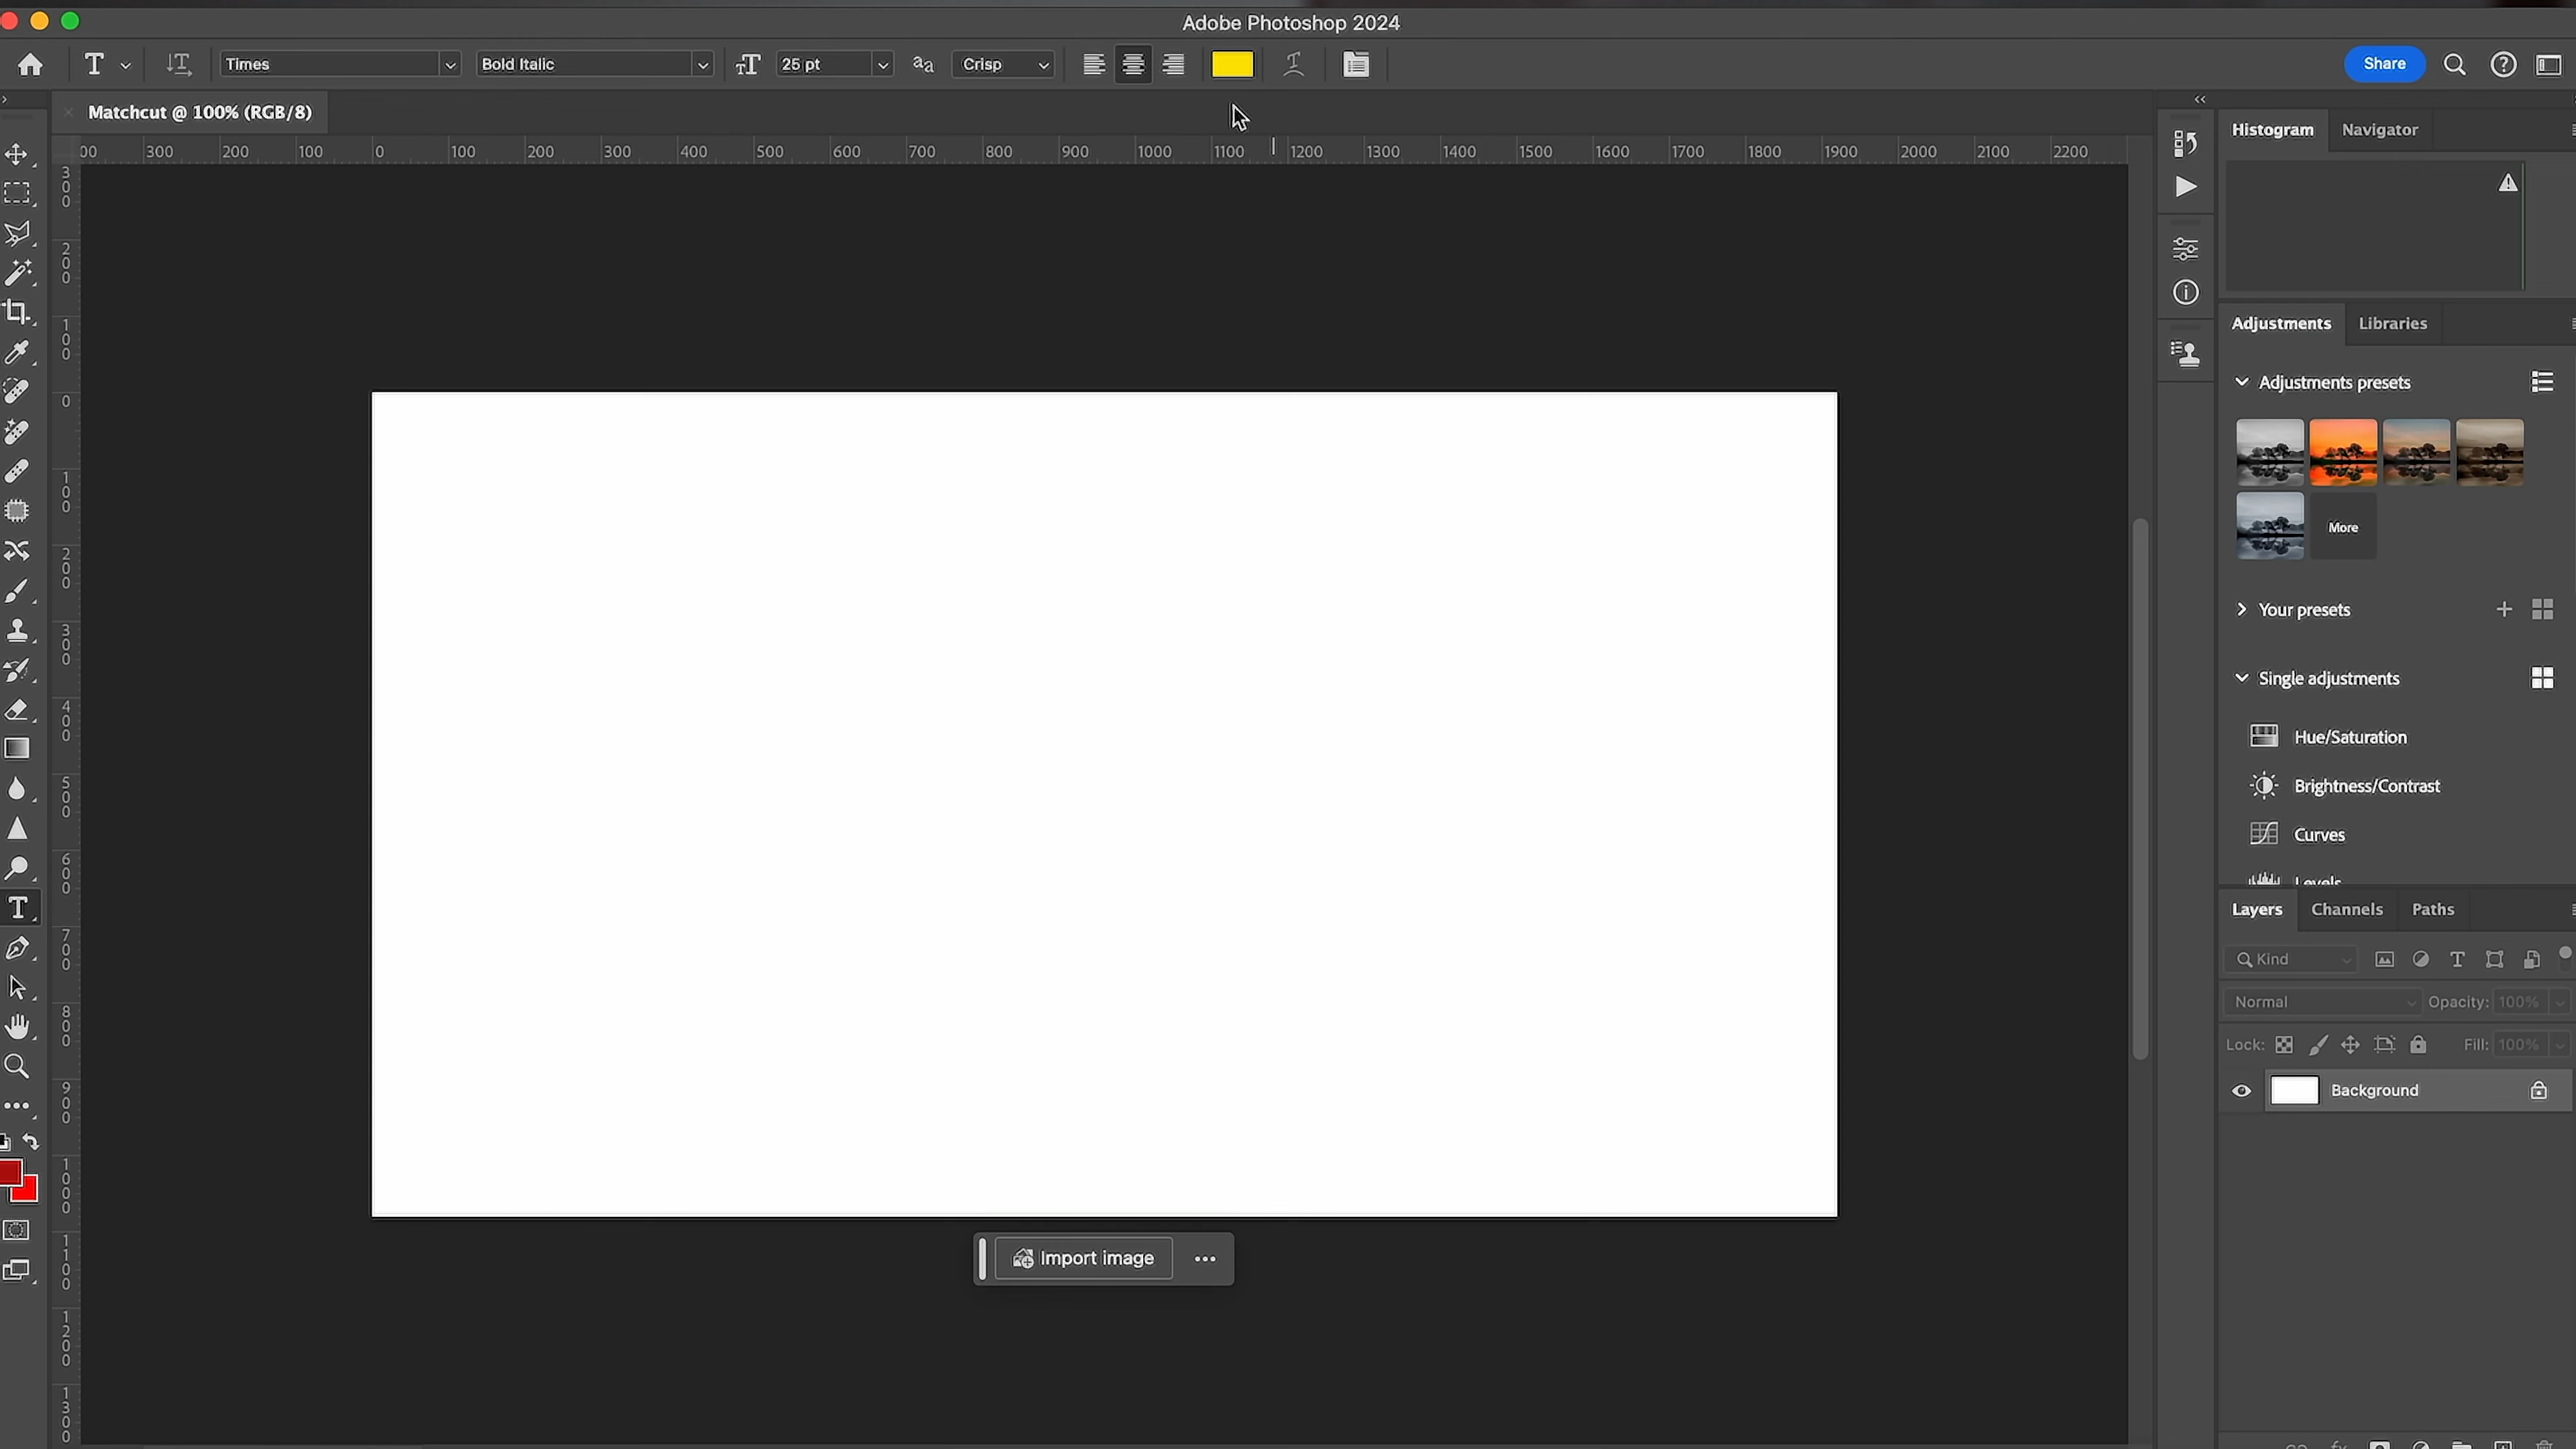 Adobe Photoshop 2024
Times
Bold Italic
25 pt
Crisp
Share
Matchcut @ 100% (RGB/8)
00 300 200 100 0 100 200 300 400 500 600 700 800 900 1000 1100 1200 1300 1400 1500 1600 1700 1800 1900 2000 2100 2200
300
200
100
0
100
200
300
400
500
600
700
800
900
1000
1100
1200
1300
Import image
Histogram Navigator
Adjustments Libraries
Adjustments presets
More
Your presets
Single adjustments
Hue/Saturation
Brightness/Contrast
Curves
Levels
Layers Channels Paths
Kind
Normal Opacity: 100%
Lock: Fill: 100%
Background